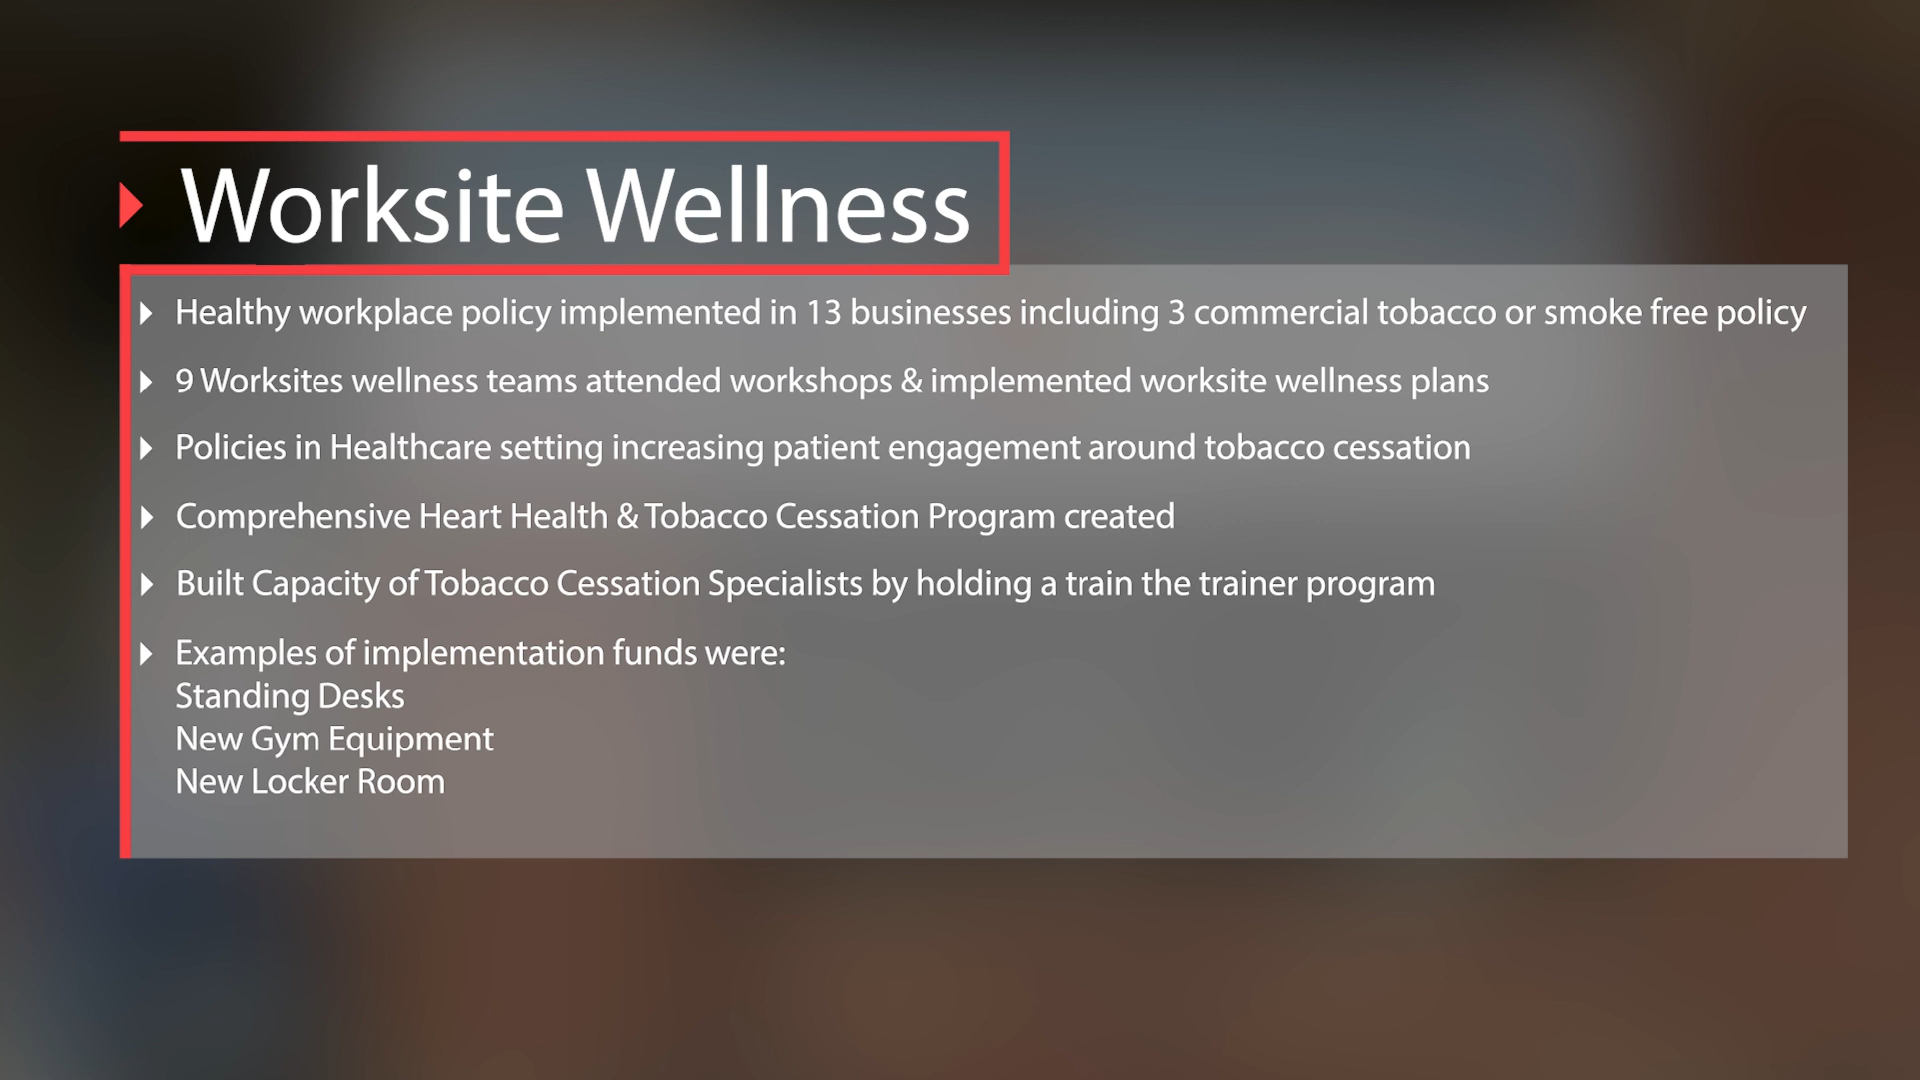 Worksite Wellness
Healthy workplace policy implemented in 13 businesses including 3 commercial tobacco or smoke free policy
9 Worksites wellness teams attended workshops & implemented worksite wellness plans
Policies in Healthcare setting increasing patient engagement around tobacco cessation
Comprehensive Heart Health & Tobacco Cessation Program created
Built Capacity of Tobacco Cessation Specialists by holding a train the trainer program
Examples of implementation funds were:
Standing Desks
New Gym Equipment
New Locker Room